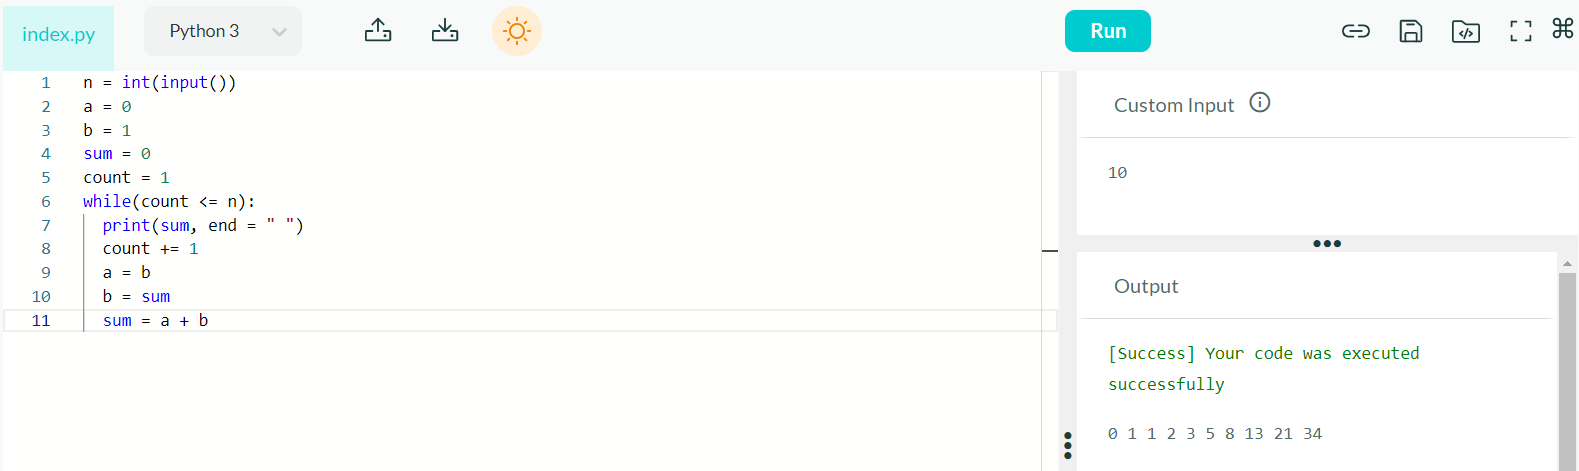 index.py
Python 3
Run
1 n = int(input())
2 a = 0
3 b = 1
4 sum = 0
5 count = 1
6 while(count <= n):
7 print(sum, end = " ")
8 count += 1
9 a = b
10 b = sum
11 sum = a + b
Custom Input
10
Output
[Success] Your code was executed
successfully
0 1 1 2 3 5 8 13 21 34